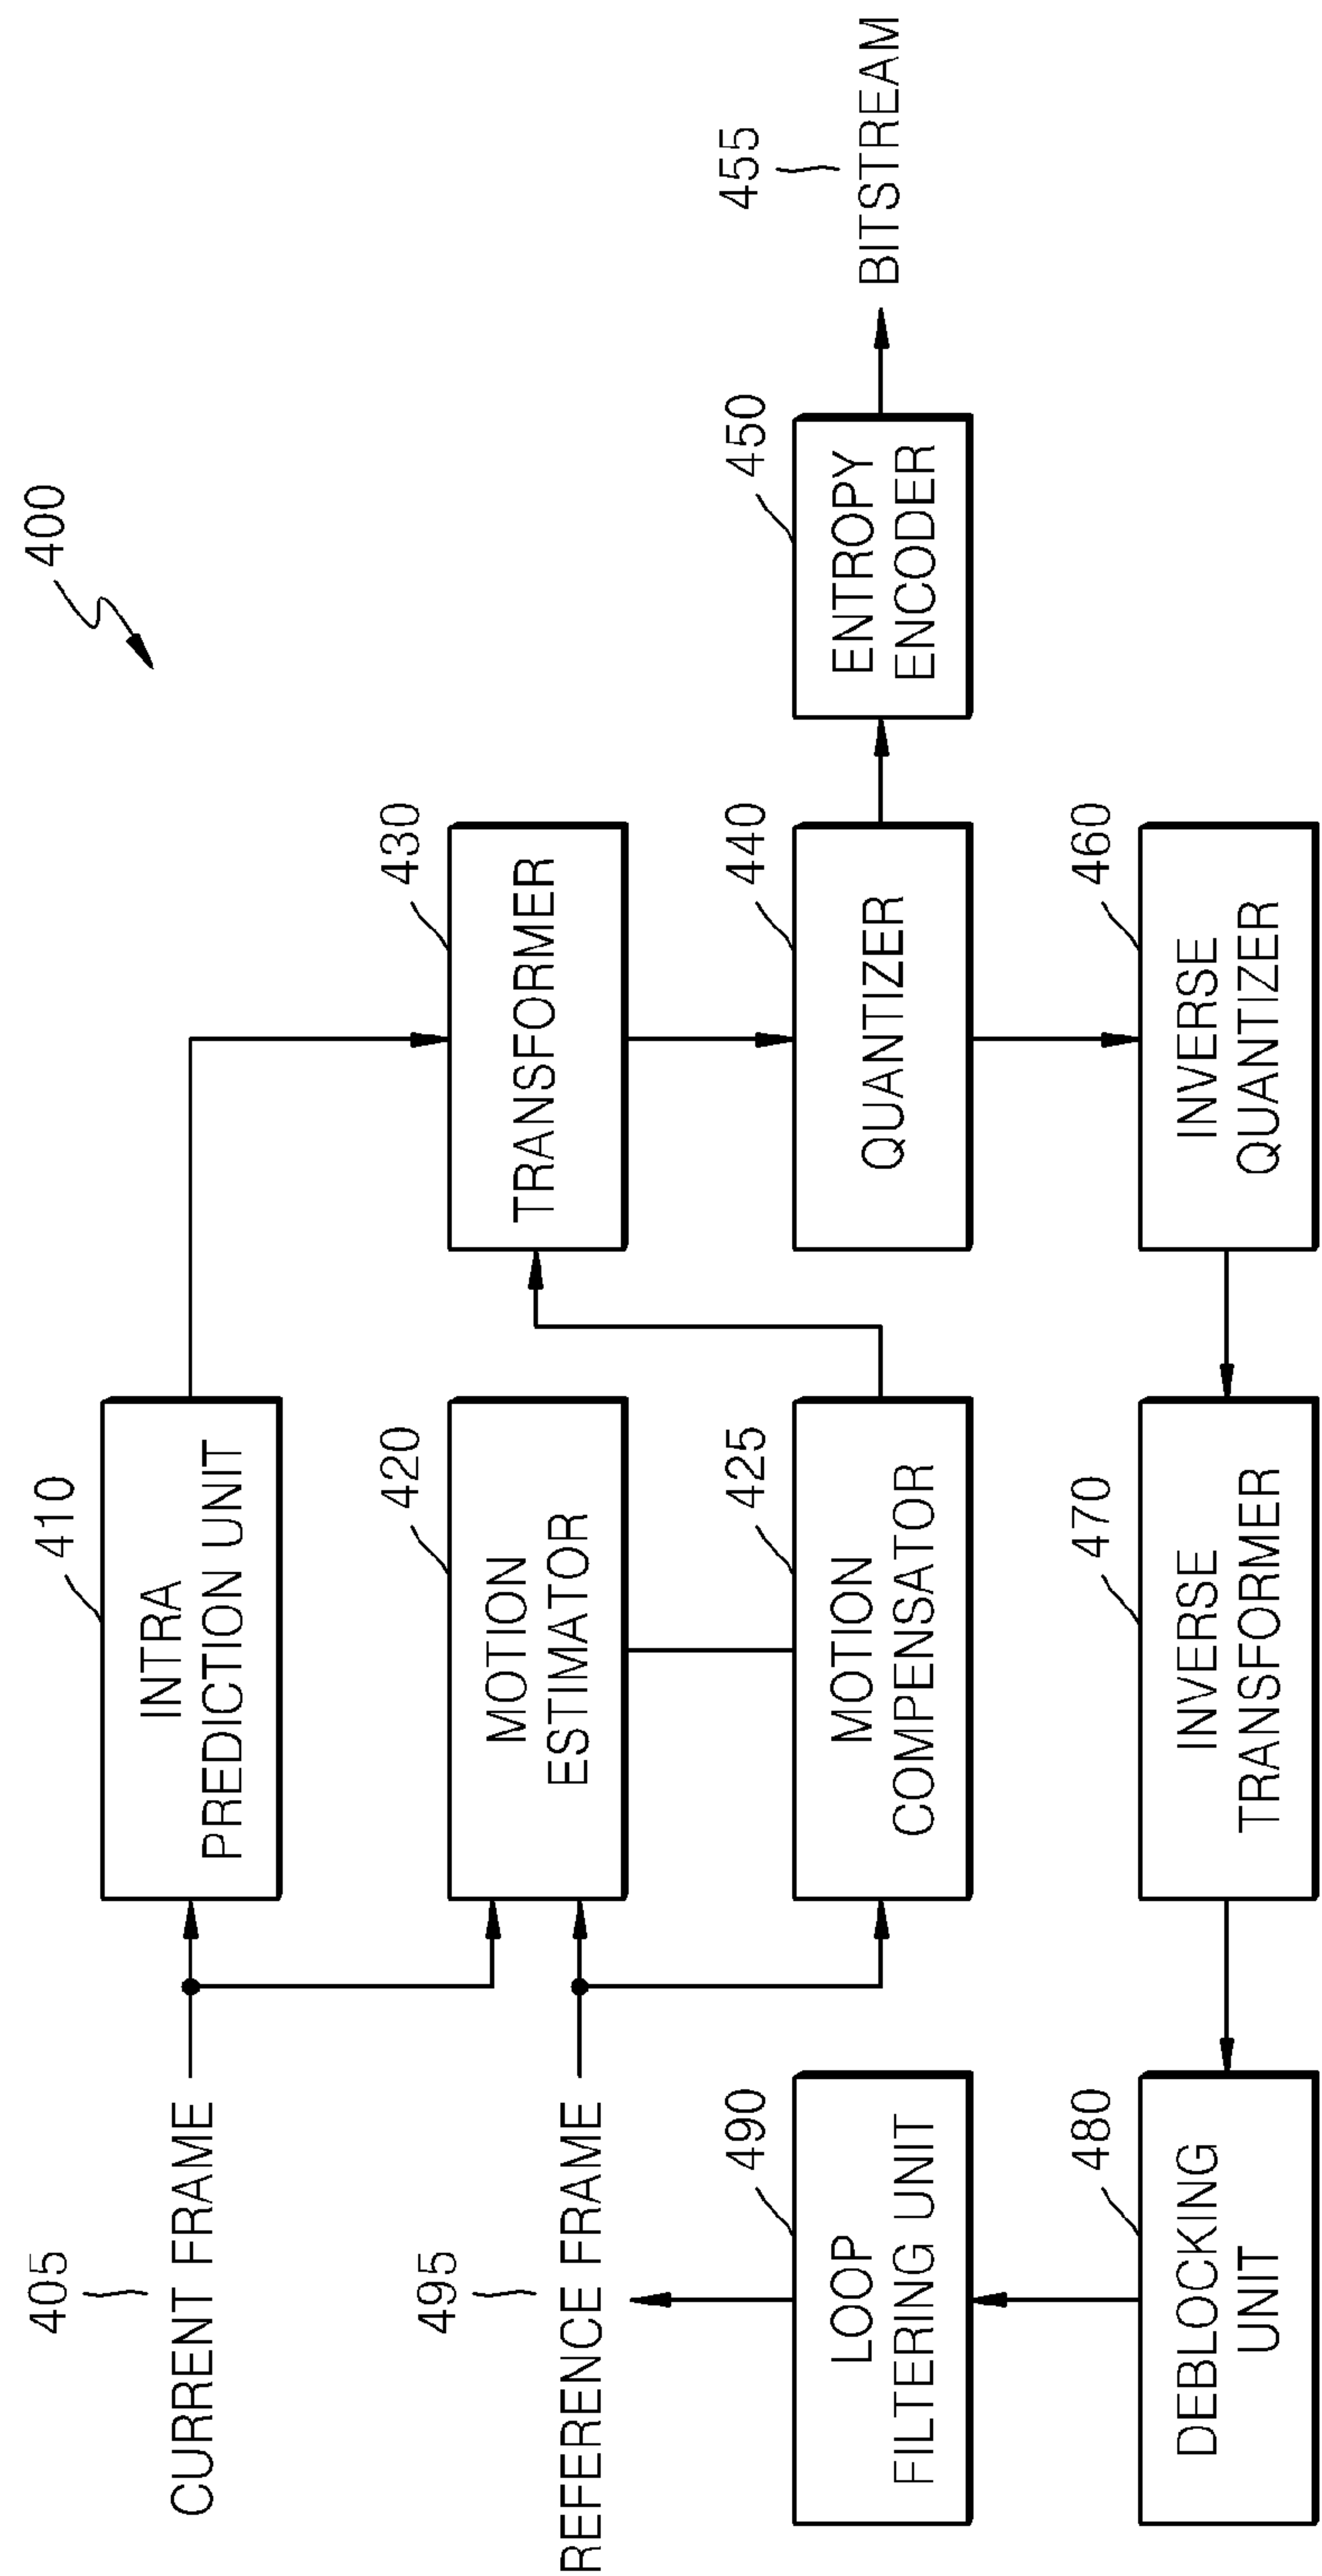 400
405
CURRENT FRAME
410
INTRA
PREDICTION UNIT
495
REFERENCE FRAME
420
MOTION
ESTIMATOR
430
TRANSFORMER
490
LOOP
FILTERING UNIT
425
MOTION
COMPENSATOR
440
QUANTIZER
450
ENTROPY
ENCODER
455
BITSTREAM
480
DEBLOCKING
UNIT
470
INVERSE
TRANSFORMER
460
INVERSE
QUANTIZER